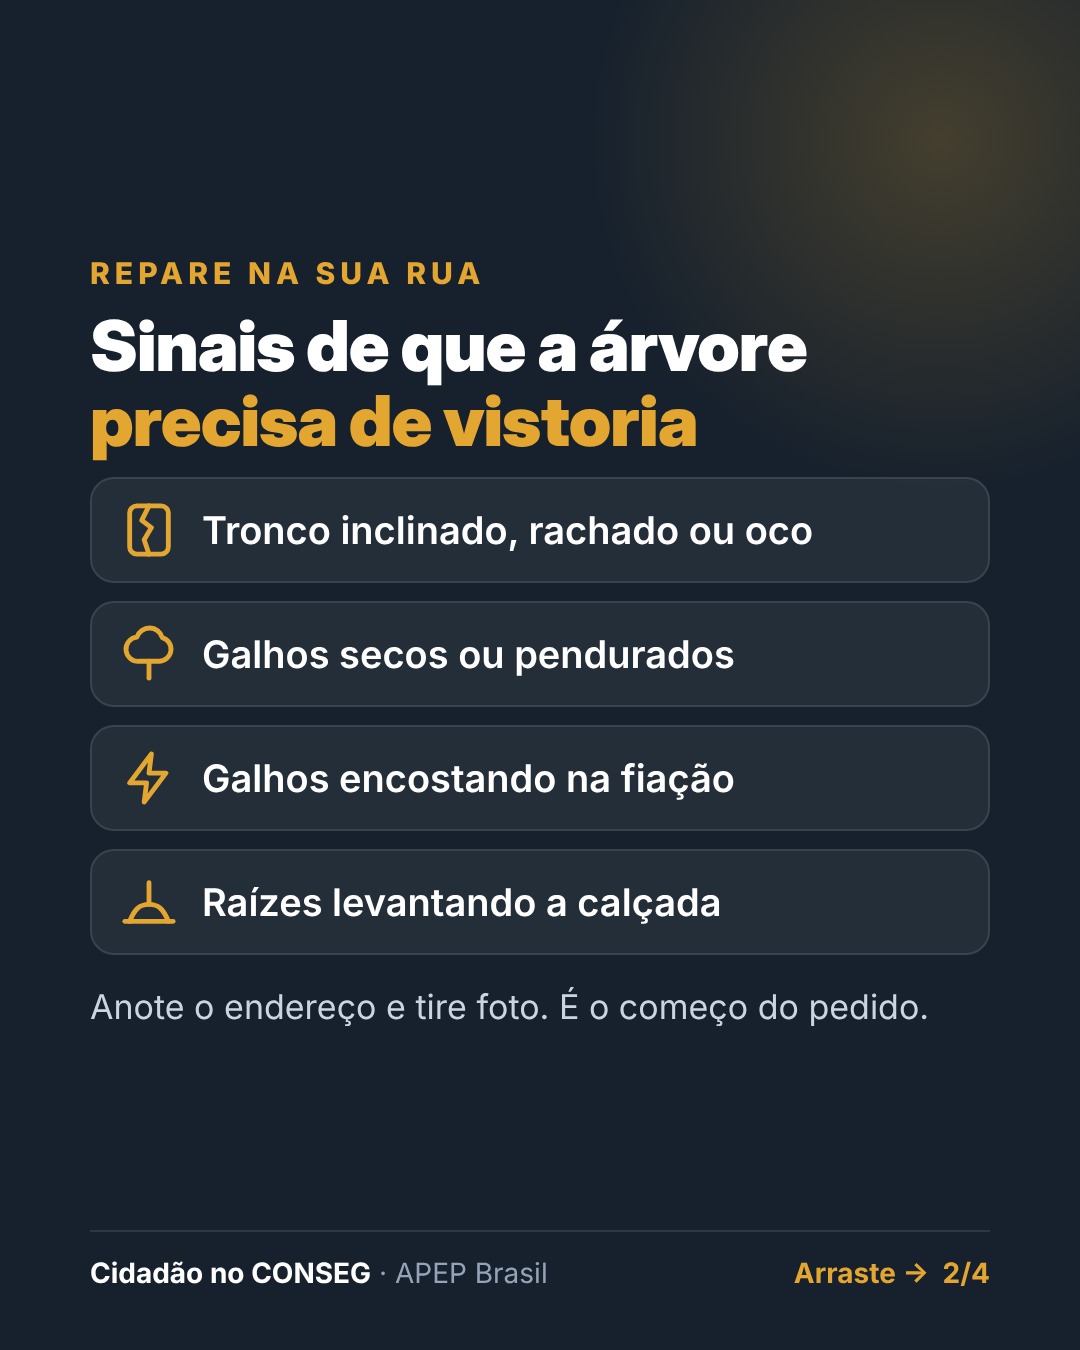 REPARE NA SUA RUA
Sinais de que a árvore
precisa de vistoria
Tronco inclinado, rachado ou oco
Galhos secos ou pendurados
Galhos encostando na fiação
Raízes levantando a calçada
Anote o endereço e tire foto. É o começo do pedido.
Cidadão no CONSEG · APEP Brasil
Arraste → 2/4